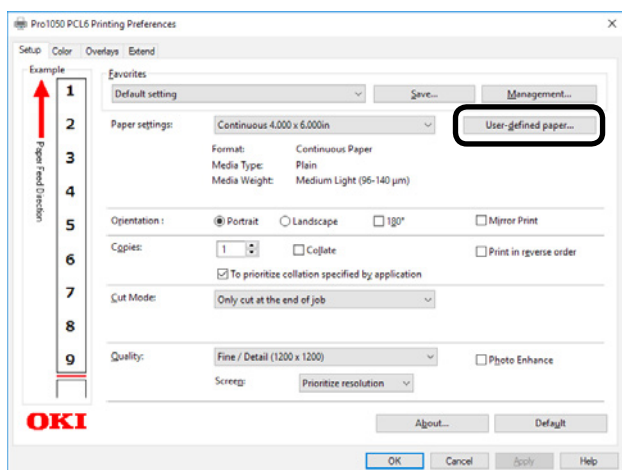 Pro1050 PCL6 Printing Preferences
Setup Color Overlays Extend
Example
1
2
3
4
5
6
7
8
9
Paper Feed Direction
OKI
Favorites
Default setting Save... Management...
Paper settings: Continuous 4.000 x 6.000in User-defined paper...
Format: Continuous Paper
Media Type: Plain
Media Weight: Medium Light (96-140 μm)
Orientation : Portrait Landscape 180° Mirror Print
Copies: 1 Collate Print in reverse order
To prioritize collation specified by application
Cut Mode: Only cut at the end of job
Quality: Fine / Detail (1200 x 1200) Photo Enhance
Screen: Prioritize resolution
About... Default
OK Cancel Apply Help